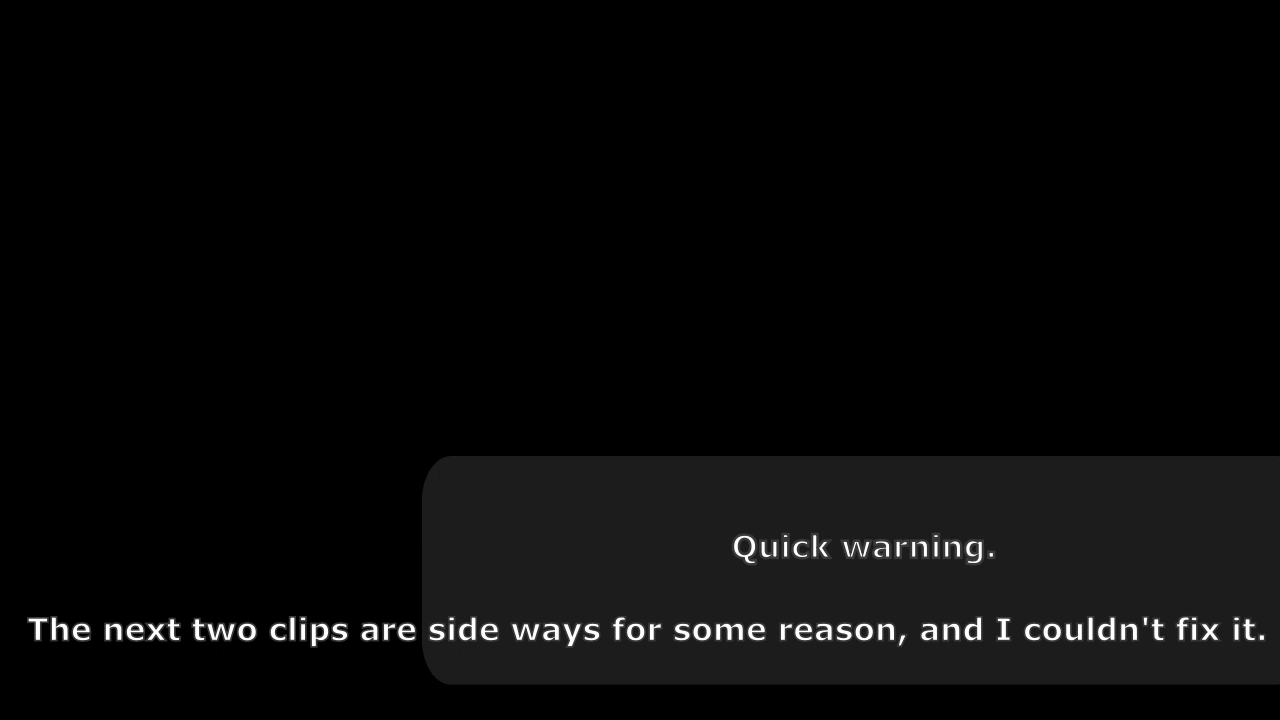 Quick warning.
The next two clips are side ways for some reason, and I couldn't fix it.